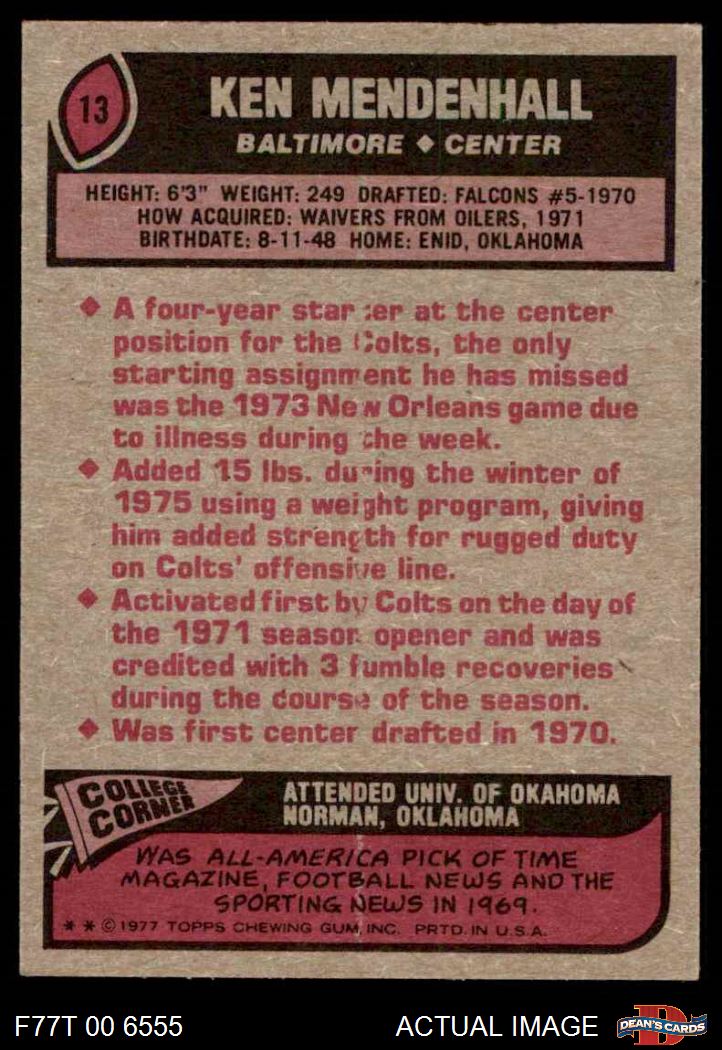 13
KEN MENDENHALL
BALTIMORE ◆ CENTER
HEIGHT: 6'3" WEIGHT: 249 DRAFTED: FALCONS #5-1970
HOW ACQUIRED: WAIVERS FROM OILERS, 1971
BIRTHDATE: 8-11-48 HOME: ENID, OKLAHOMA
◆ A four-year starter at the center
position for the Colts, the only
starting assignment he has missed
was the 1973 New Orleans game due
to illness during the week.
◆ Added 15 lbs. during the winter of
1975 using a weight program, giving
him added strength for rugged duty
on Colts' offensive line.
◆ Activated first by Colts on the day of
the 1971 season opener and was
credited with 3 fumble recoveries
during the course of the season.
◆ Was first center drafted in 1970.
COLLEGE
CORNER
ATTENDED UNIV. OF OKAHOMA
NORMAN, OKLAHOMA
WAS ALL-AMERICA PICK OF TIME
MAGAZINE, FOOTBALL NEWS AND THE
SPORTING NEWS IN 1969.
* * © 1977 TOPPS CHEWING GUM, INC. PRTD. IN U.S.A.
F77T 00 6555
ACTUAL IMAGE
D
DEAN'S CARDS